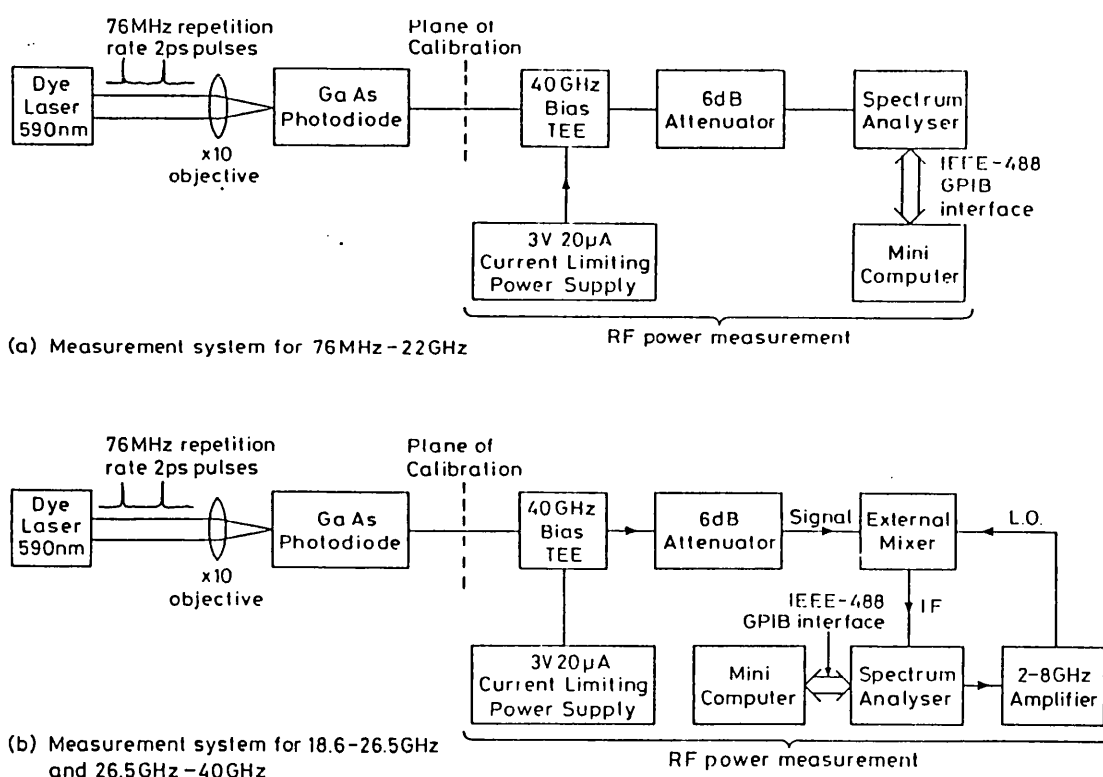 76MHz repetition
rate 2ps pulses
Plane of
Calibration
Dye
Laser
590nm
x10
objective
GaAs
Photodiode
40GHz
Bias
TEE
6dB
Attenuator
Spectrum
Analyser
IEEE-488
GPIB
interface
3V 20μA
Current Limiting
Power Supply
Mini
Computer
RF power measurement
(a) Measurement system for 76MHz-22GHz
76MHz repetition
rate 2ps pulses
Plane of
Calibration
Dye
Laser
590nm
x10
objective
GaAs
Photodiode
40GHz
Bias
TEE
6dB
Attenuator
Signal
External
Mixer
L.O.
IEEE-488
GPIB interface
IF
3V 20μA
Current Limiting
Power Supply
Mini
Computer
Spectrum
Analyser
2-8GHz
Amplifier
RF power measurement
(b) Measurement system for 18.6-26.5GHz
and 26.5GHz-40GHz